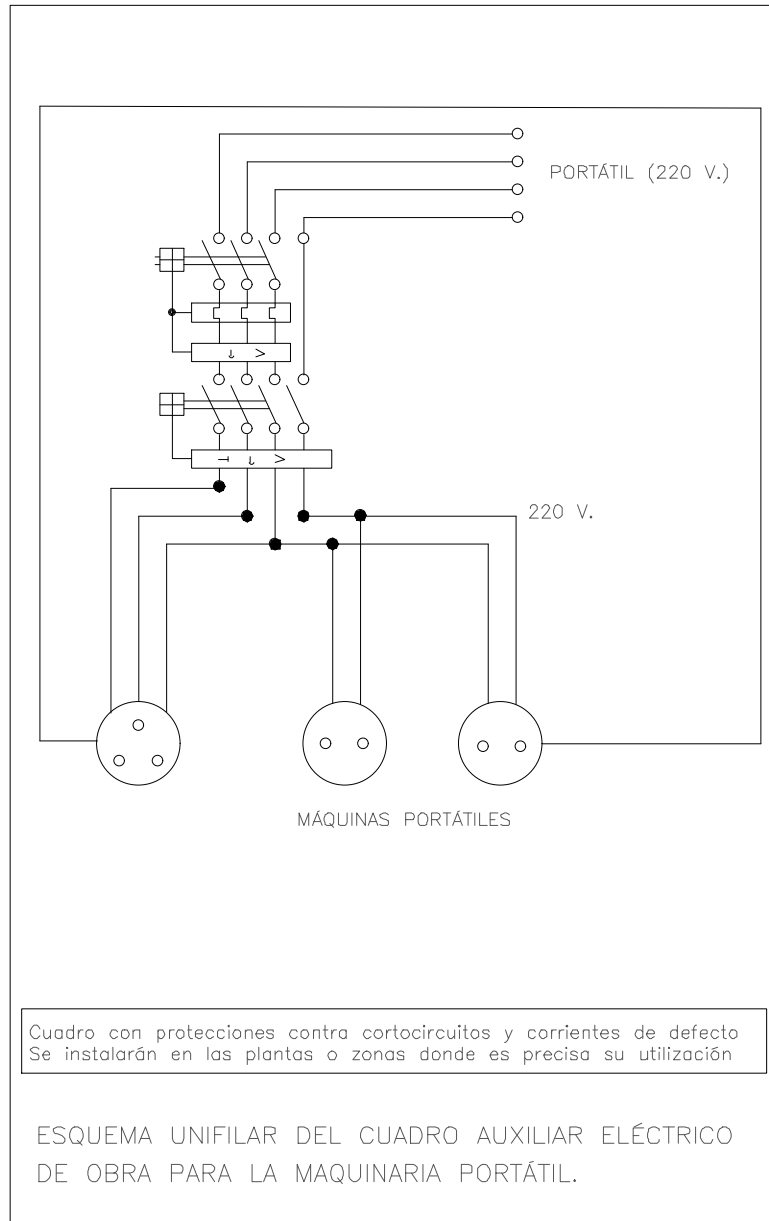 PORTÁTIL (220 V.)
220 V.
MÁQUINAS PORTÁTILES
Cuadro con protecciones contra cortocircuitos y corrientes de defecto
Se instalarán en las plantas o zonas donde es precisa su utilización
ESQUEMA UNIFILAR DEL CUADRO AUXILIAR ELÉCTRICO
DE OBRA PARA LA MAQUINARIA PORTÁTIL.